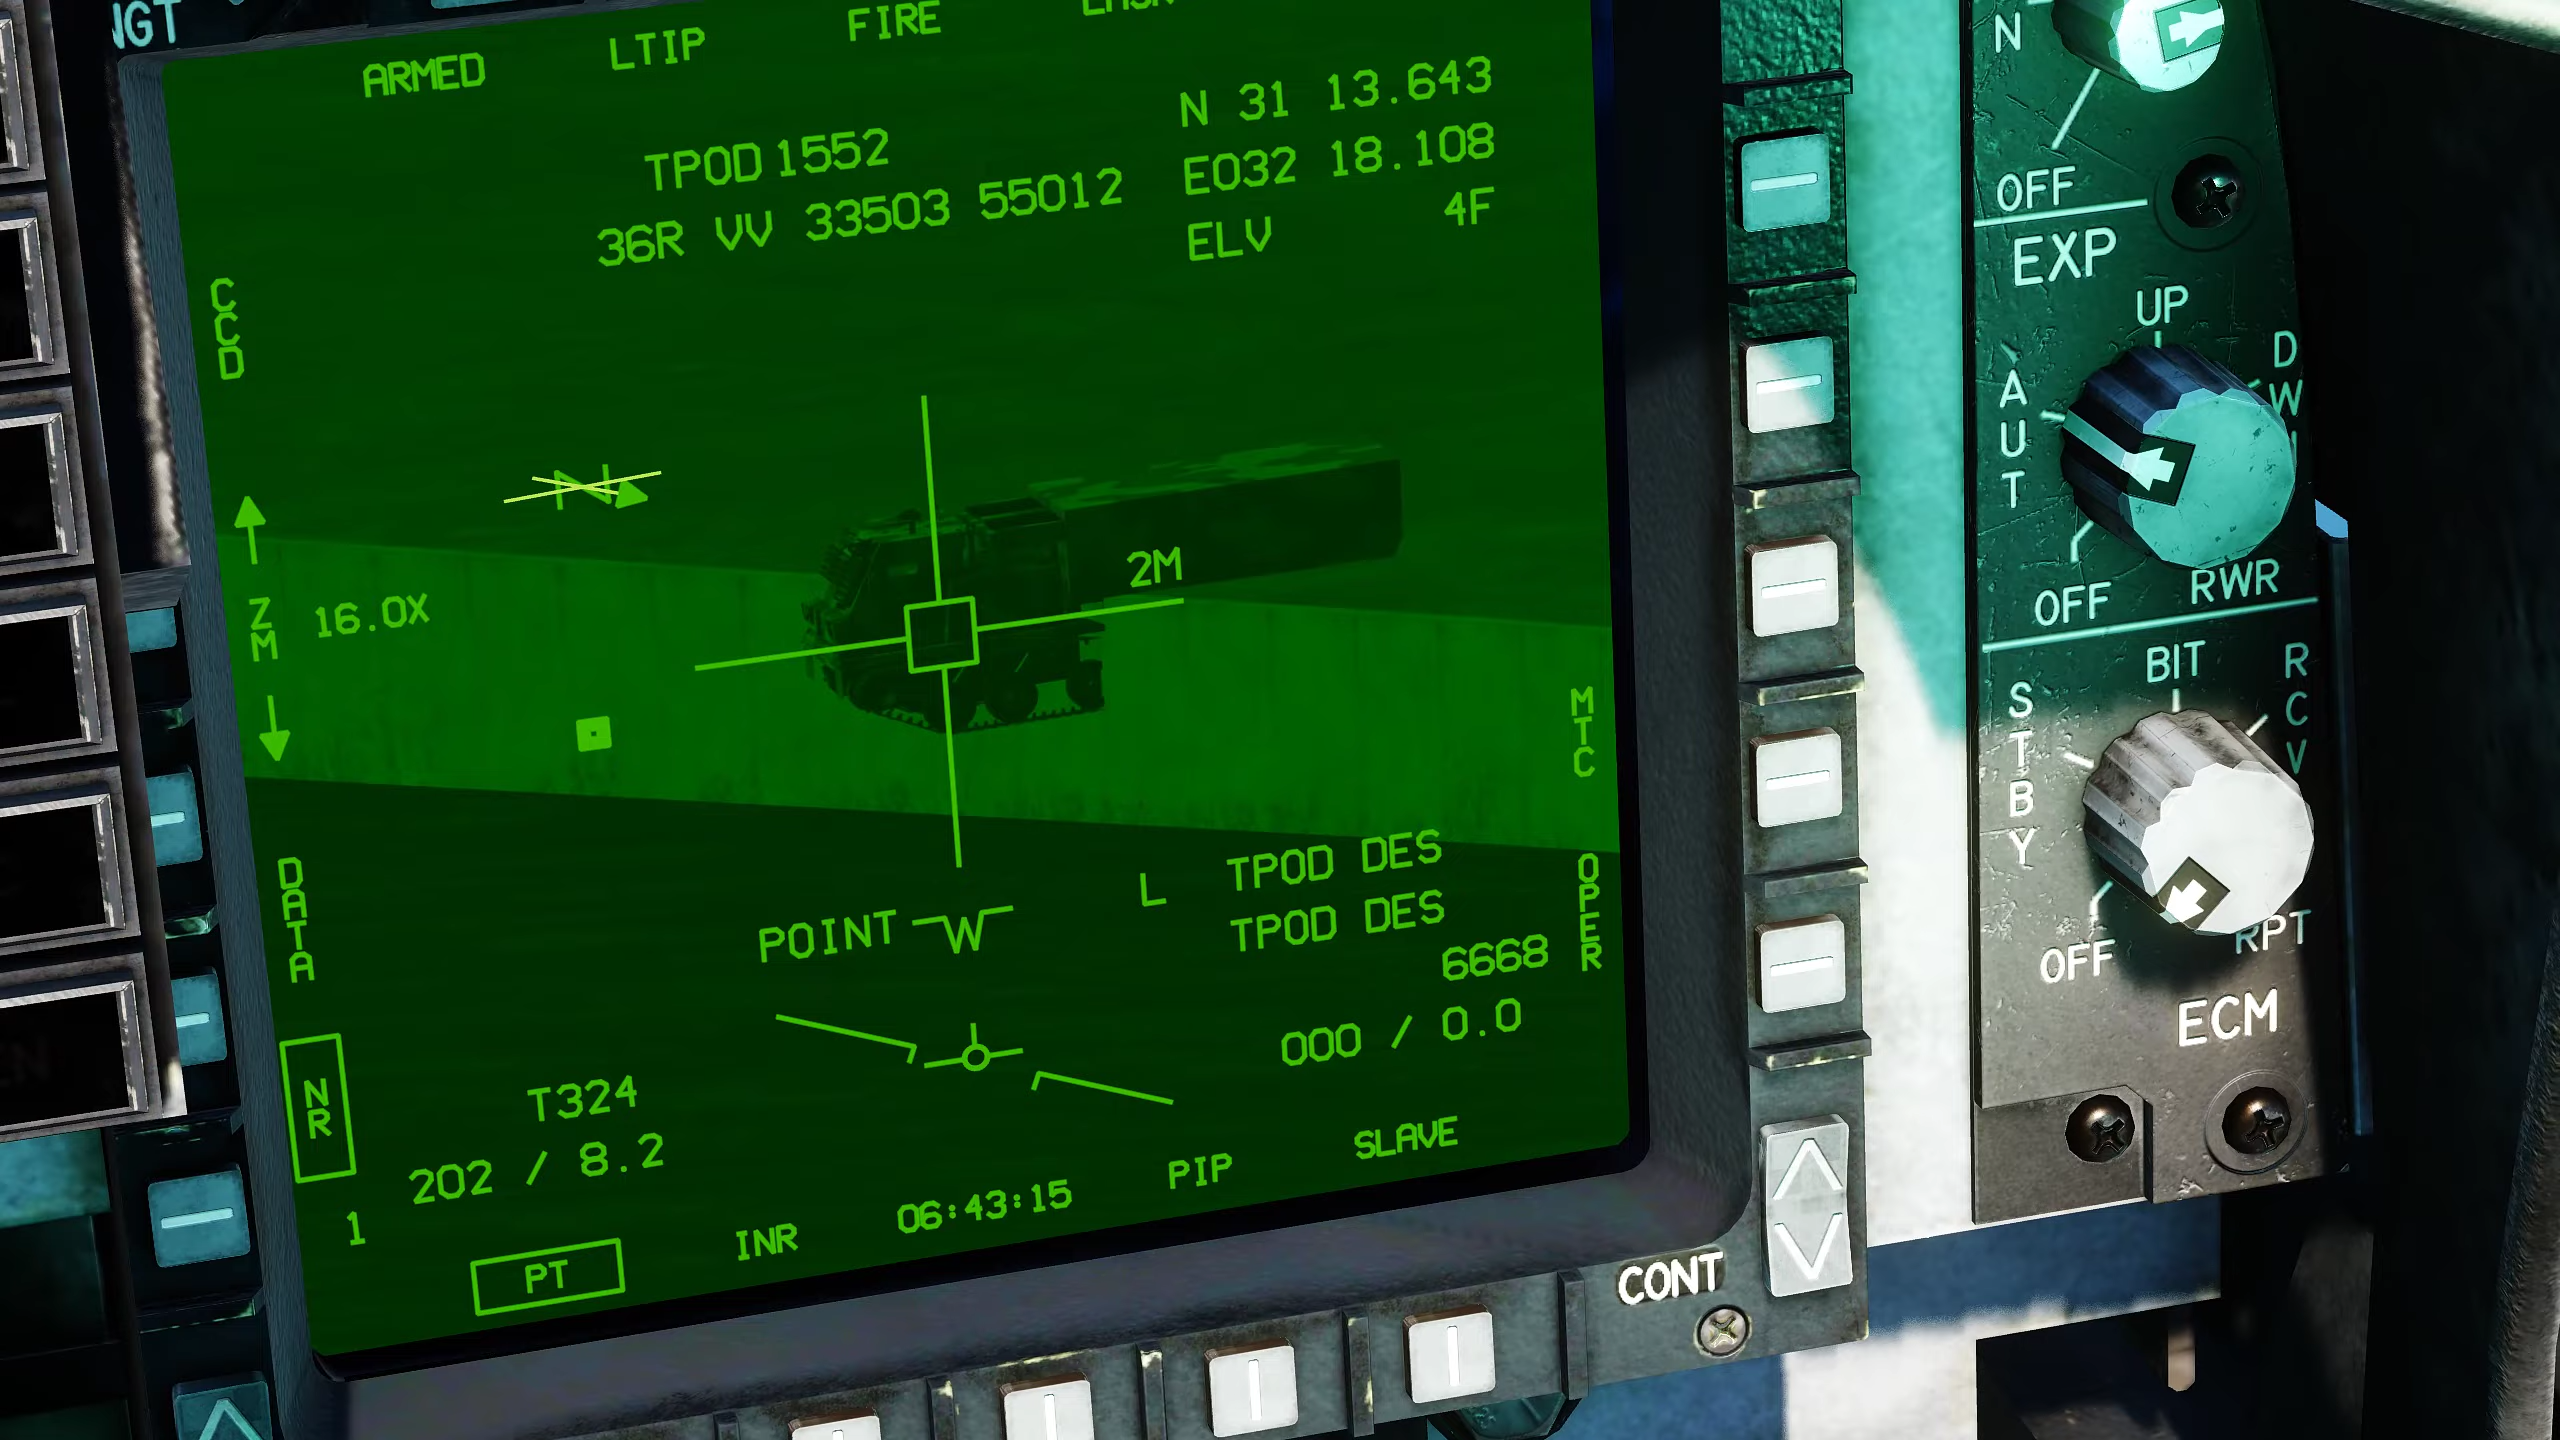 NGT
ARMED LTIP FIRE
TPOD 1552
36R VV 33503 55012
N 31 13.643
E032 18.108
ELV 4F
CCD
ZM 16.0X
2M
MTC
DATA
OPER
POINT W
L TPOD DES
TPOD DES
6668
000 / 0.0
NR
T324
202 / 8.2
1
PT INR 06:43:15 PIP SLAVE
N
CONT
N
OFF
EXP
UP
AUT
OFF
RWR
BIT
RCV
STBY
OFF
RPT
ECM